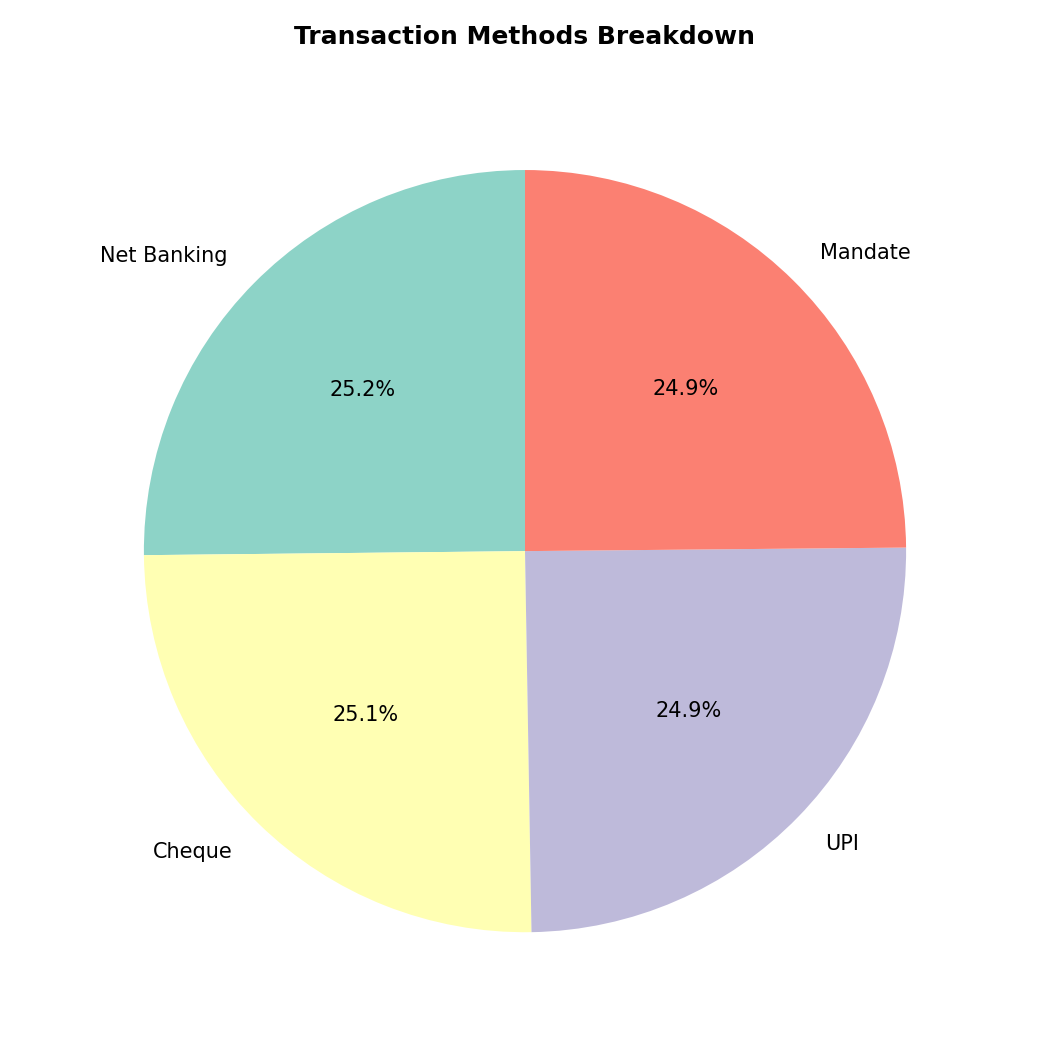 Transaction Methods Breakdown
Net Banking
Mandate
25.2%
24.9%
25.1%
24.9%
Cheque
UPI